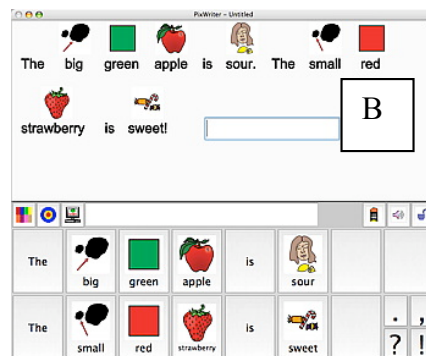 PixWriter - Untitled
The big green apple is sour. The small red
strawberry is sweet!
B
The big green apple is sour
The small red strawberry is sweet . ,
? !